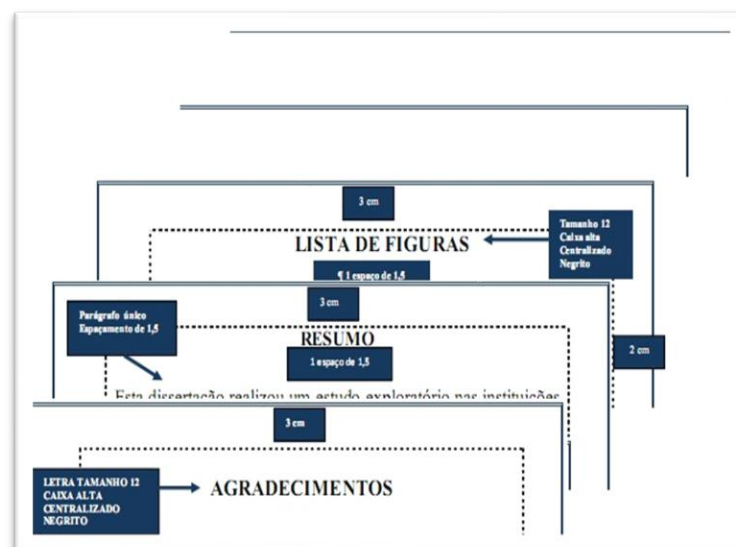 3 cm
LISTA DE FIGURAS
Tamanho 12
Caixa alta
Centralizado
Negrito
¶ 1 espaço de 1,5
3 cm
Parágrafo único
Espaçamento de 1,5
RESUMO
1 espaço de 1,5
2 cm
Esta dissertação realizou um estudo exploratório nas instituições
3 cm
LETRA TAMANHO 12
CAIXA ALTA
CENTRALIZADO
NEGRITO
AGRADECIMENTOS